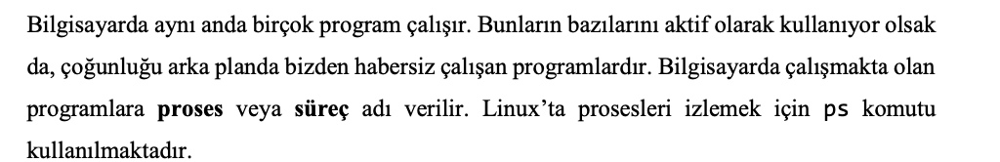 Bilgisayarda aynı anda birçok program çalışır. Bunların bazılarını aktif olarak kullanıyor olsak
da, çoğunluğu arka planda bizden habersiz çalışan programlardır. Bilgisayarda çalışmakta olan
programlara proses veya süreç adı verilir. Linux’ta prosesleri izlemek için ps komutu
kullanılmaktadır.